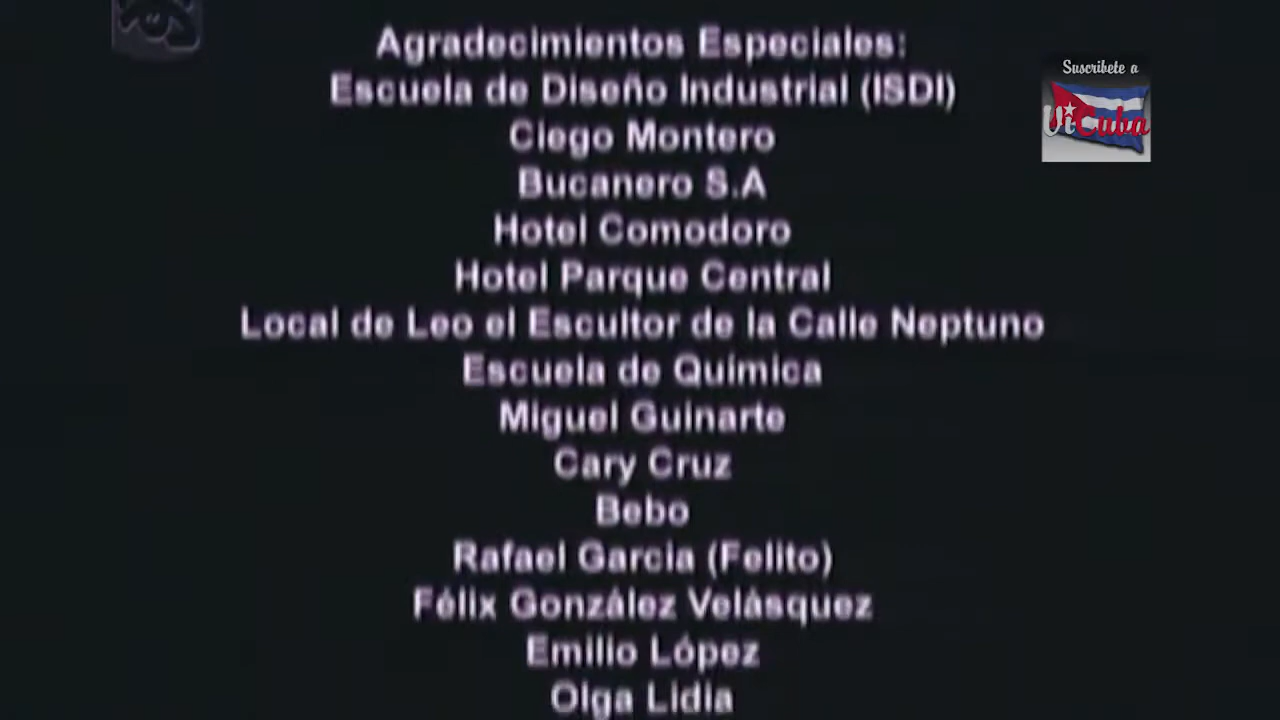 Agradecimientos Especiales:
Escuela de Diseño Industrial (ISDI)
Ciego Montero
Bucanero S.A
Hotel Comodoro
Hotel Parque Central
Local de Leo el Escultor de la Calle Neptuno
Escuela de Química
Miguel Guinarte
Cary Cruz
Bebo
Rafael García (Felito)
Félix González Velásquez
Emilio López
Olga Lidia
Suscribete a
ViCuba